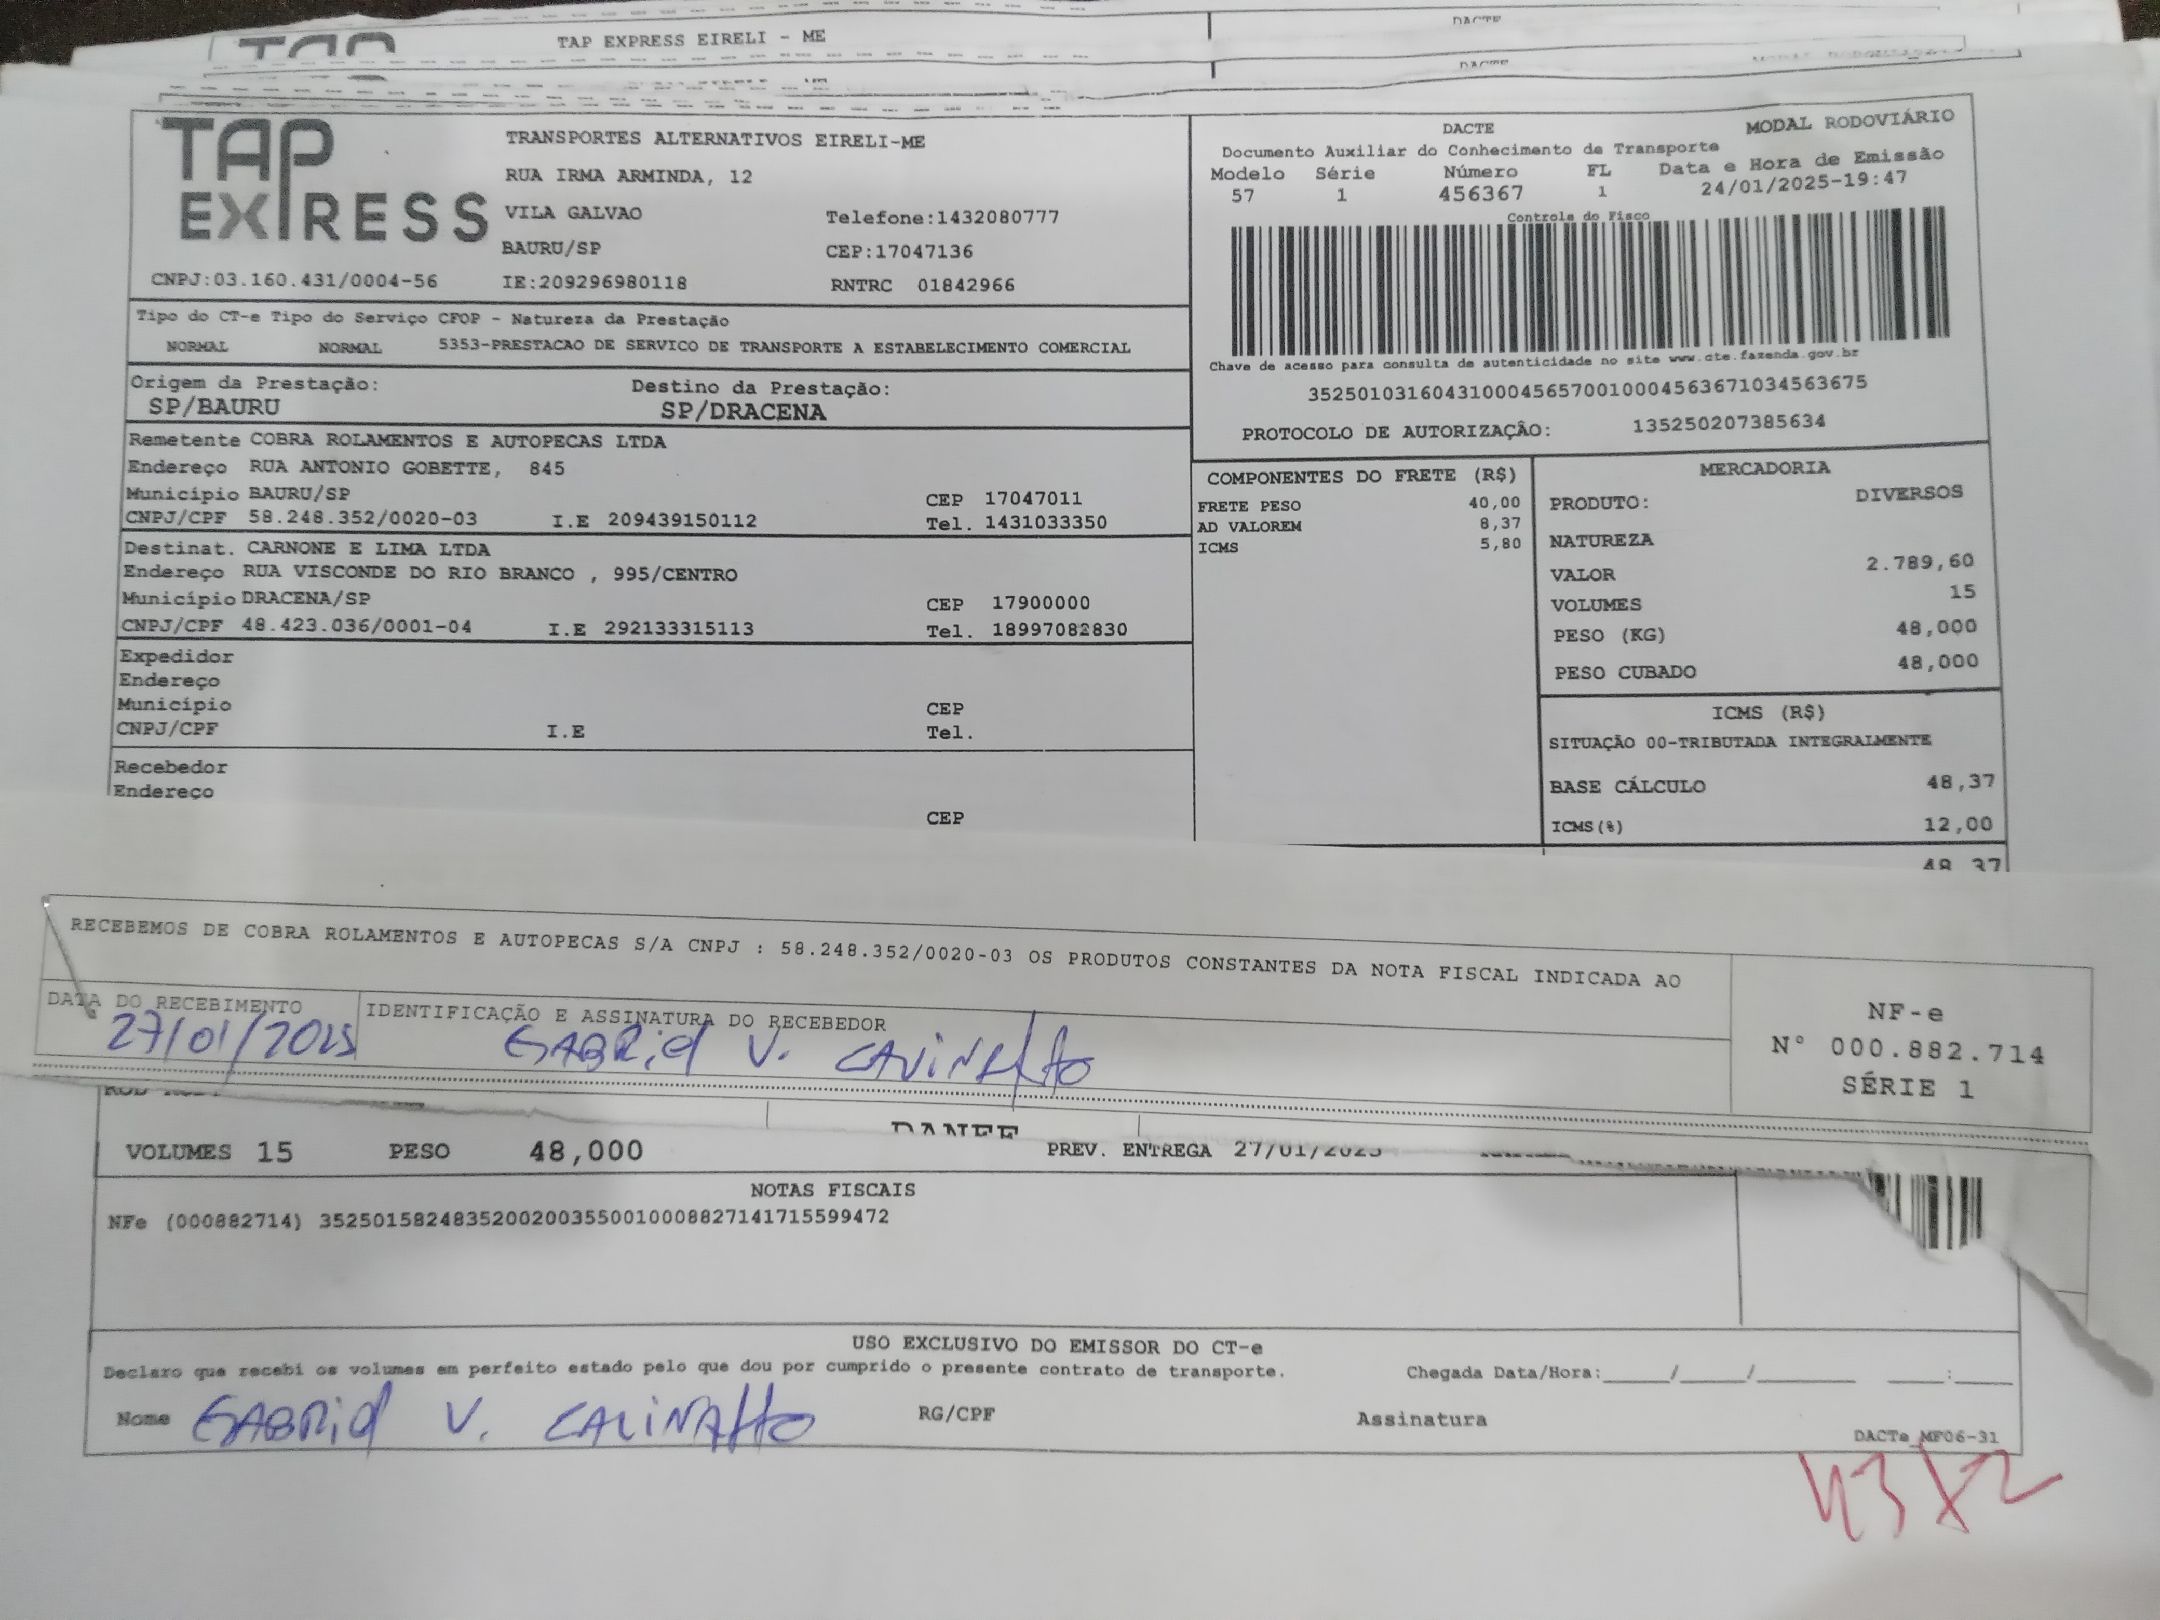 DACTE
TAP EXPRESS EIRELI - ME
DACTE
TAP EXPRESS
TRANSPORTES ALTERNATIVOS EIRELI-ME
RUA IRMA ARMINDA, 12
VILA GALVAO Telefone:1432080777
BAURU/SP CEP:17047136
CNPJ:03.160.431/0004-56 IE:209296980118 RNTRC 01842966
DACTE MODAL RODOVIÁRIO
Documento Auxiliar do Conhecimento de Transporte
Modelo Série Número FL Data e Hora de Emissão
57 1 456367 1 24/01/2025-19:47
Controle do Fisco
Chave de acesso para consulta de autenticidade no site www.cte.fazenda.gov.br
35250103160431000456570010004563671034563675
PROTOCOLO DE AUTORIZAÇÃO: 135250207385634
Tipo do CT-e Tipo do Serviço CFOP - Natureza da Prestação
NORMAL NORMAL 5353-PRESTACAO DE SERVICO DE TRANSPORTE A ESTABELECIMENTO COMERCIAL
Origem da Prestação: Destino da Prestação:
SP/BAURU SP/DRACENA
Remetente COBRA ROLAMENTOS E AUTOPECAS LTDA
Endereço RUA ANTONIO GOBETTE, 845
Município BAURU/SP CEP 17047011
CNPJ/CPF 58.248.352/0020-03 I.E 209439150112 Tel. 1431033350
Destinat. CARNONE E LIMA LTDA
Endereço RUA VISCONDE DO RIO BRANCO , 995/CENTRO
Município DRACENA/SP CEP 17900000
CNPJ/CPF 48.423.036/0001-04 I.E 292133315113 Tel. 18997082830
Expedidor
Endereço
Município CEP
CNPJ/CPF I.E Tel.
Recebedor
Endereço
CEP
COMPONENTES DO FRETE (R$)
FRETE PESO 40,00
AD VALOREM 8,37
ICMS 5,80
MERCADORIA
PRODUTO: DIVERSOS
NATUREZA
VALOR 2.789,60
VOLUMES 15
PESO (KG) 48,000
PESO CUBADO 48,000
ICMS (R$)
SITUAÇÃO 00-TRIBUTADA INTEGRALMENTE
BASE CÁLCULO 48,37
ICMS(%) 12,00
48,37
RECEBEMOS DE COBRA ROLAMENTOS E AUTOPECAS S/A CNPJ : 58.248.352/0020-03 OS PRODUTOS CONSTANTES DA NOTA FISCAL INDICADA AO
DATA DO RECEBIMENTO IDENTIFICAÇÃO E ASSINATURA DO RECEBEDOR
27/01/2025 GABRiel V. CAVINATTO
NF-e
N° 000.882.714
SÉRIE 1
DANFE
VOLUMES 15 PESO 48,000 PREV. ENTREGA 27/01/2025
NOTAS FISCAIS
NFe (000882714) 35250158248352002003550010008827141715599472
USO EXCLUSIVO DO EMISSOR DO CT-e
Declaro que recebi os volumes em perfeito estado pelo que dou por cumprido o presente contrato de transporte. Chegada Data/Hora:_____/_____/________ _____:_____
Nome GABRiel V. CAVINATTO RG/CPF Assinatura
DACTe_MF06-31